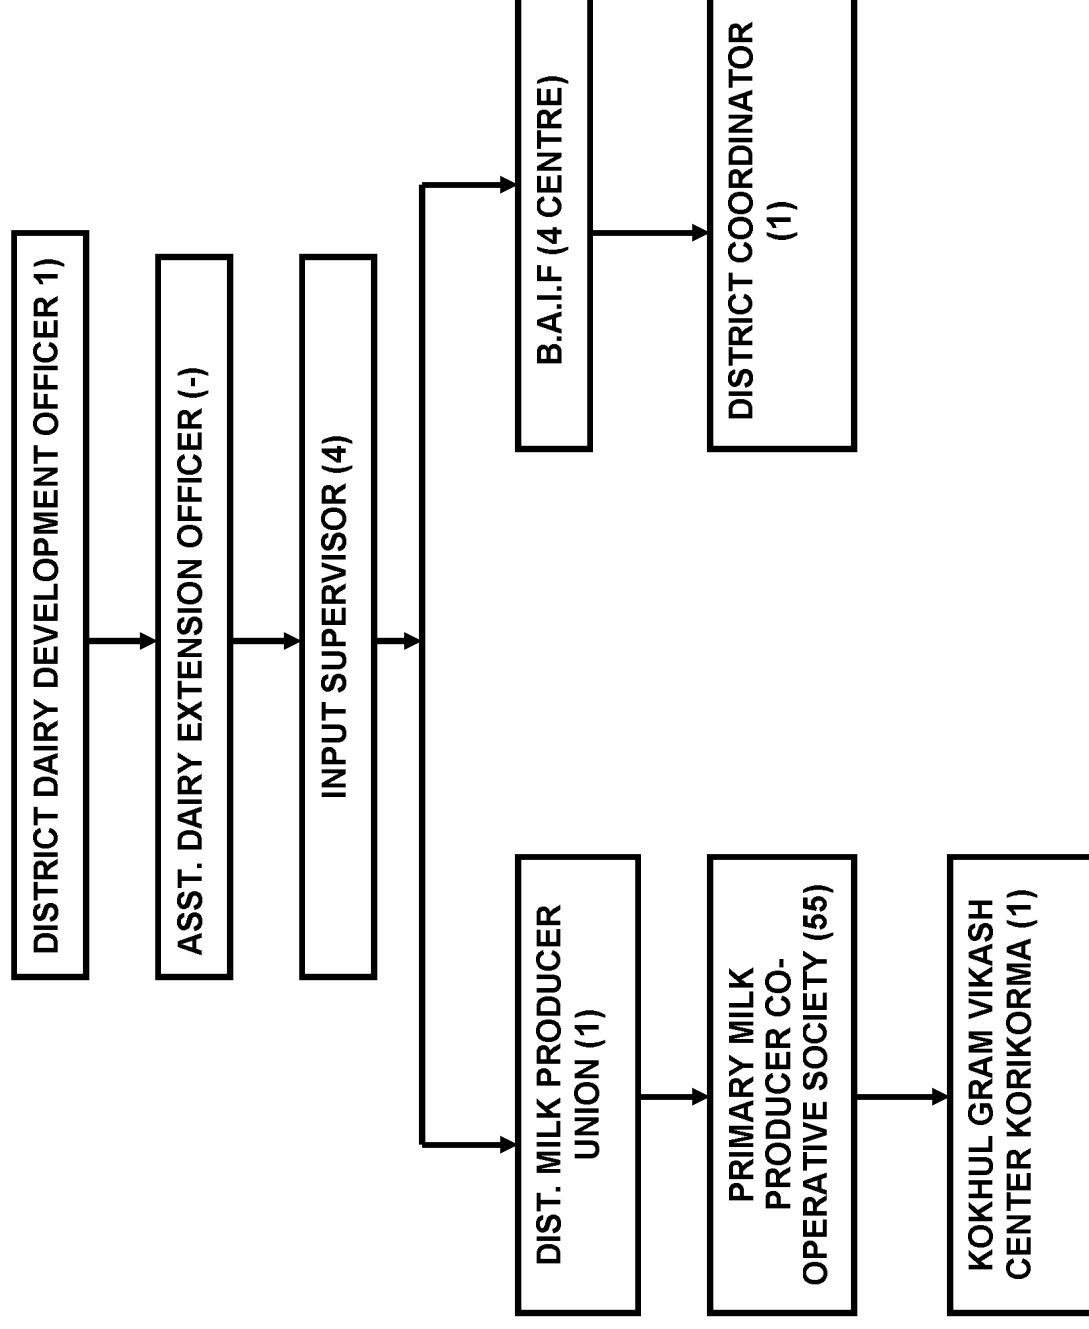 DISTRICT DAIRY DEVELOPMENT OFFICER 1)
ASST. DAIRY EXTENSION OFFICER (-)
INPUT SUPERVISOR (4)
DIST. MILK PRODUCER
UNION (1)
B.A.I.F (4 CENTRE)
PRIMARY MILK
PRODUCER CO-
OPERATIVE SOCIETY (55)
DISTRICT COORDINATOR
(1)
KOKHUL GRAM VIKASH
CENTER KORIKORMA (1)